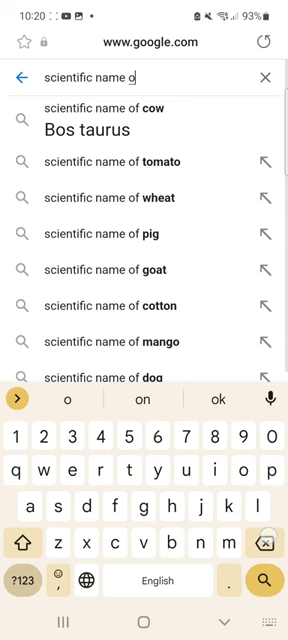 10:20
93%
www.google.com
scientific name o
scientific name of cow
Bos taurus
scientific name of tomato
scientific name of wheat
scientific name of pig
scientific name of goat
scientific name of cotton
scientific name of mango
scientific name of dog
o on ok
1 2 3 4 5 6 7 8 9 0
q w e r t y u i o p
a s d f g h j k l
z x c v b n m
?123 , English .